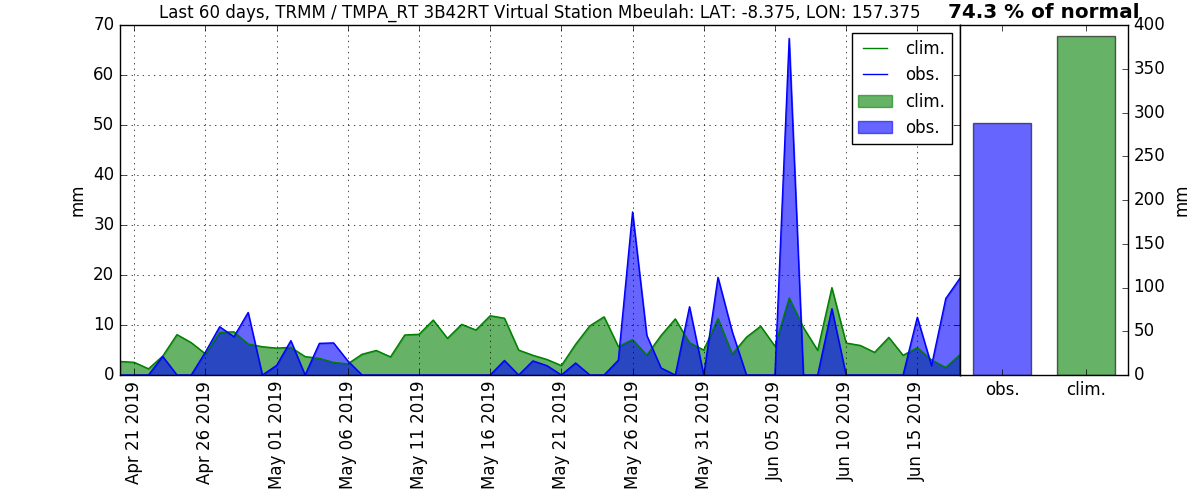 Last 60 days, TRMM / TMPA_RT 3B42RT Virtual Station Mbeulah: LAT: -8.375, LON: 157.375
74.3 % of normal
70
60
50
40
30
20
10
0
mm
clim.
obs.
clim.
obs.
400
350
300
250
200
150
100
50
0
mm
Apr 21 2019
Apr 26 2019
May 01 2019
May 06 2019
May 11 2019
May 16 2019
May 21 2019
May 26 2019
May 31 2019
Jun 05 2019
Jun 10 2019
Jun 15 2019
obs.
clim.